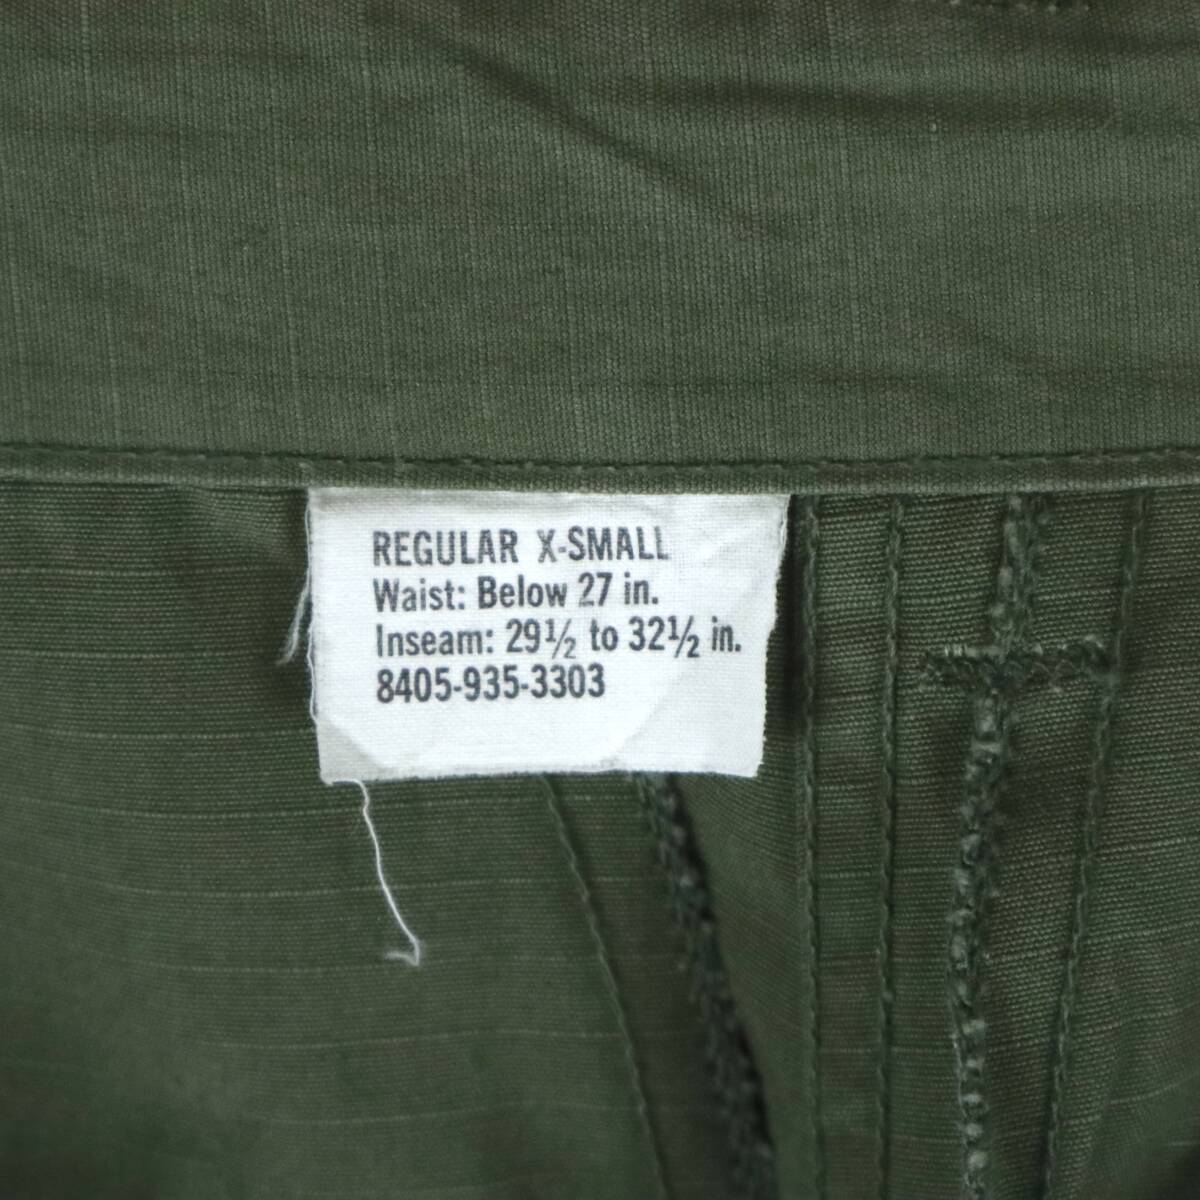 REGULAR X-SMALL
Waist: Below 27 in.
Inseam: 29½ to 32½ in.
8405-935-3303